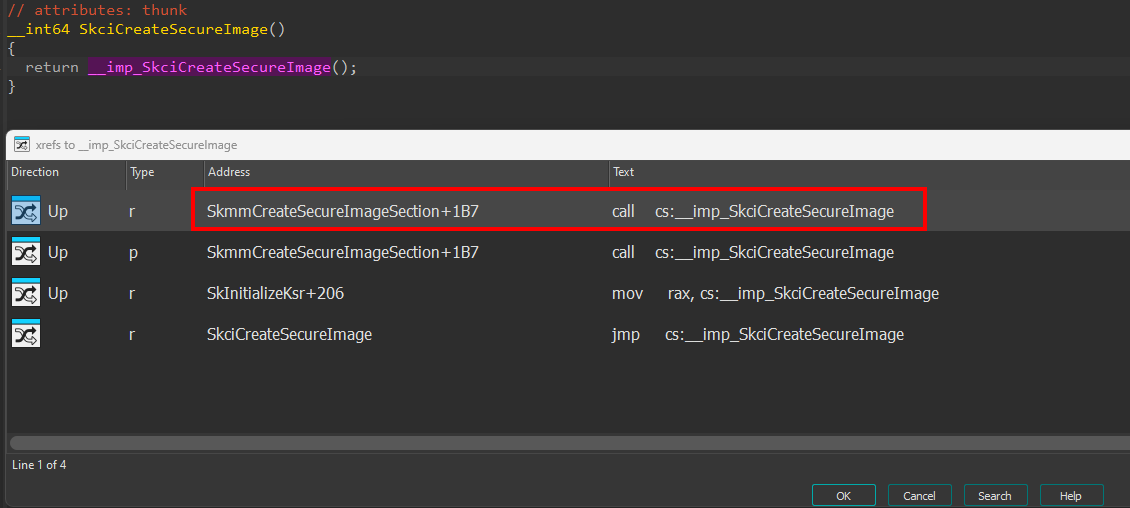 // attributes: thunk
__int64 SkciCreateSecureImage()
{
  return __imp_SkciCreateSecureImage();
}
xrefs to __imp_SkciCreateSecureImage
Direction Type Address Text
Up r SkmmCreateSecureImageSection+1B7 call cs:__imp_SkciCreateSecureImage
Up p SkmmCreateSecureImageSection+1B7 call cs:__imp_SkciCreateSecureImage
Up r SkInitializeKsr+206 mov rax, cs:__imp_SkciCreateSecureImage
r SkciCreateSecureImage jmp cs:__imp_SkciCreateSecureImage
Line 1 of 4
OK Cancel Search Help